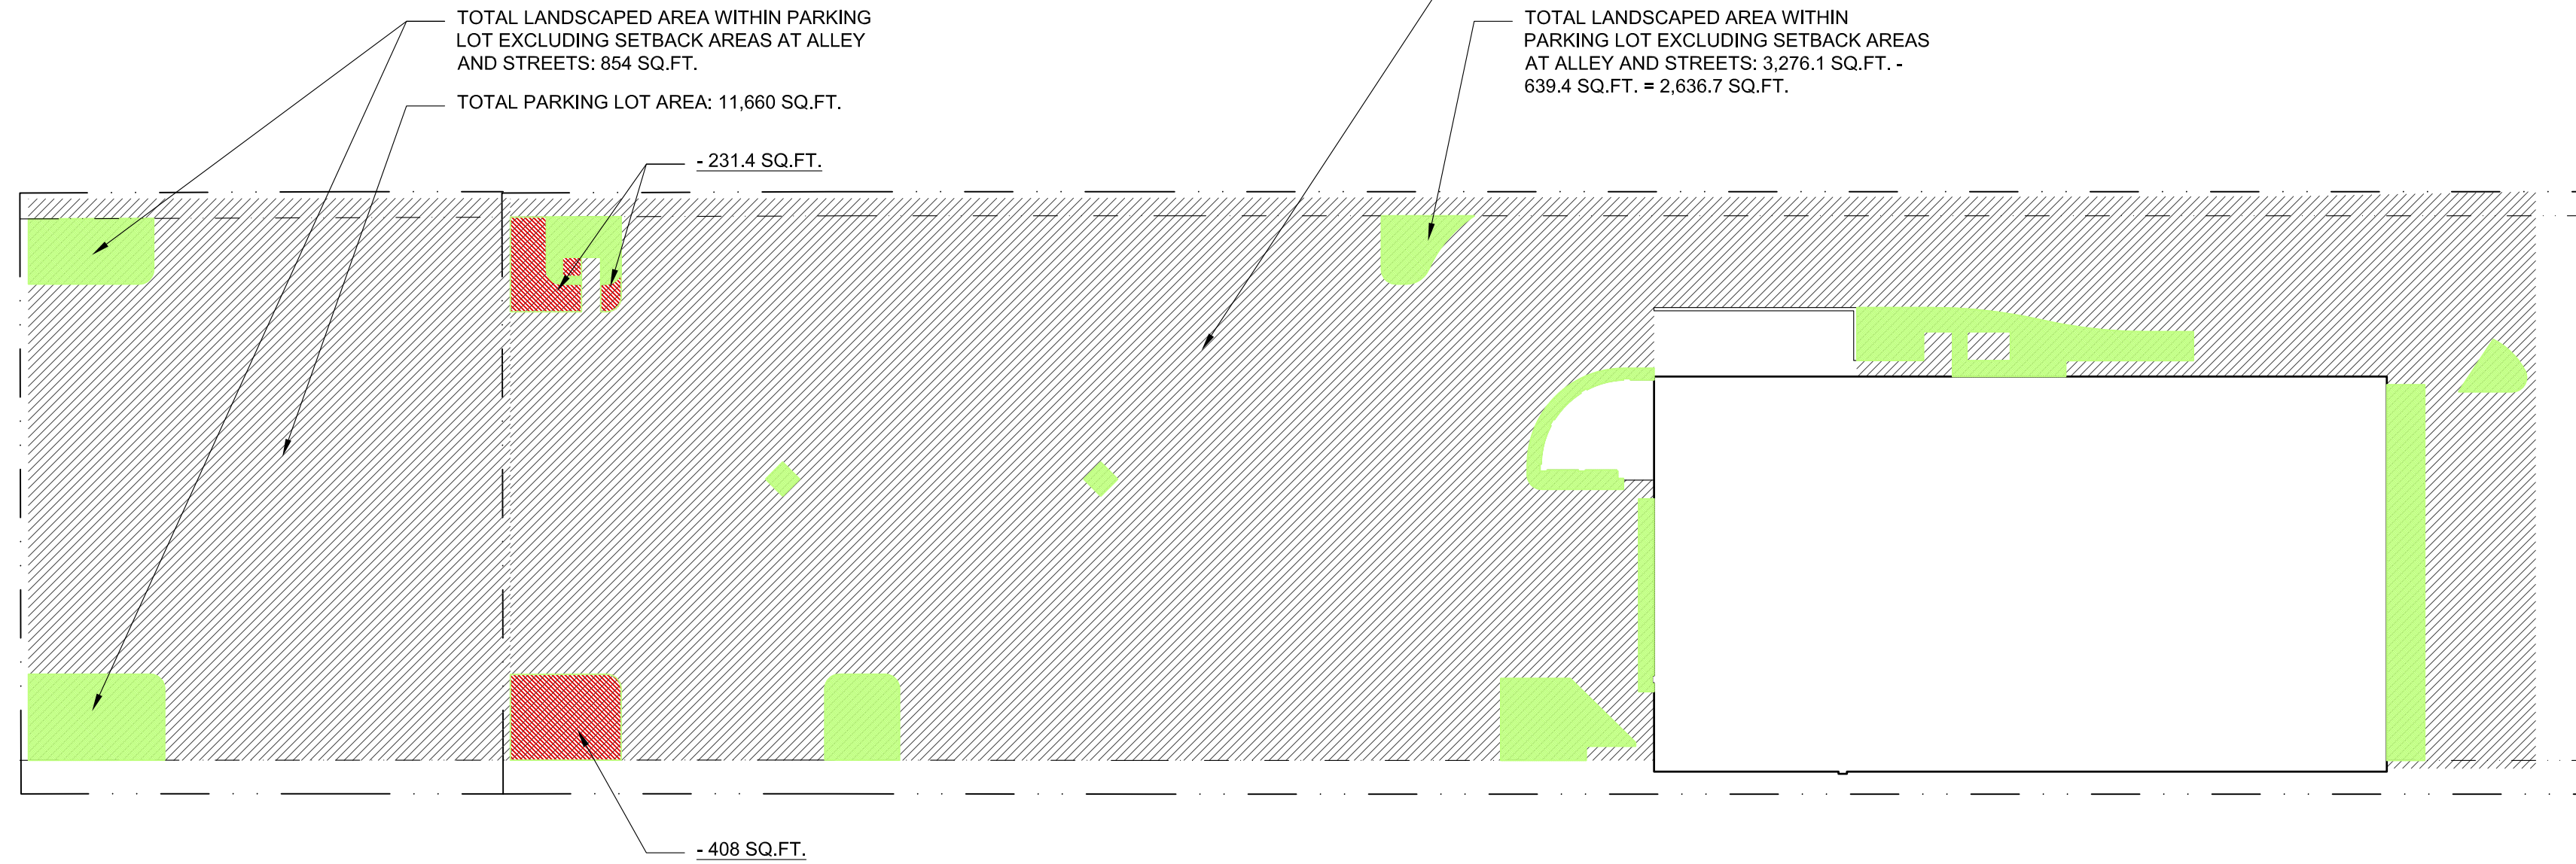 TOTAL LANDSCAPED AREA WITHIN PARKING
LOT EXCLUDING SETBACK AREAS AT ALLEY
AND STREETS: 854 SQ.FT.
TOTAL PARKING LOT AREA: 11,660 SQ.FT.
- 231.4 SQ.FT.
TOTAL LANDSCAPED AREA WITHIN
PARKING LOT EXCLUDING SETBACK AREAS
AT ALLEY AND STREETS: 3,276.1 SQ.FT. -
639.4 SQ.FT. = 2,636.7 SQ.FT.
- 408 SQ.FT.